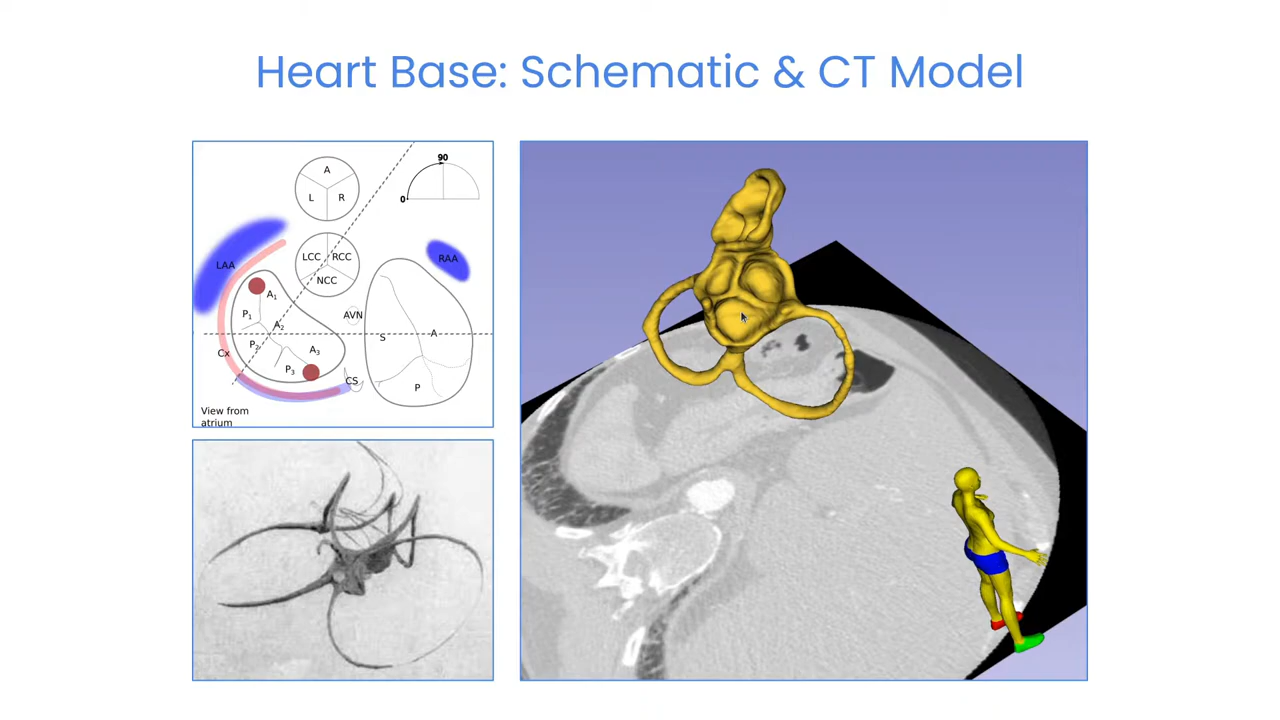 Heart Base: Schematic & CT Model
90
A
L R
0
LCC RCC
NCC
LAA
RAA
A1
P1
A2
AVN
S A
P2
Cx
A3
P3
CS
P
View from
atrium